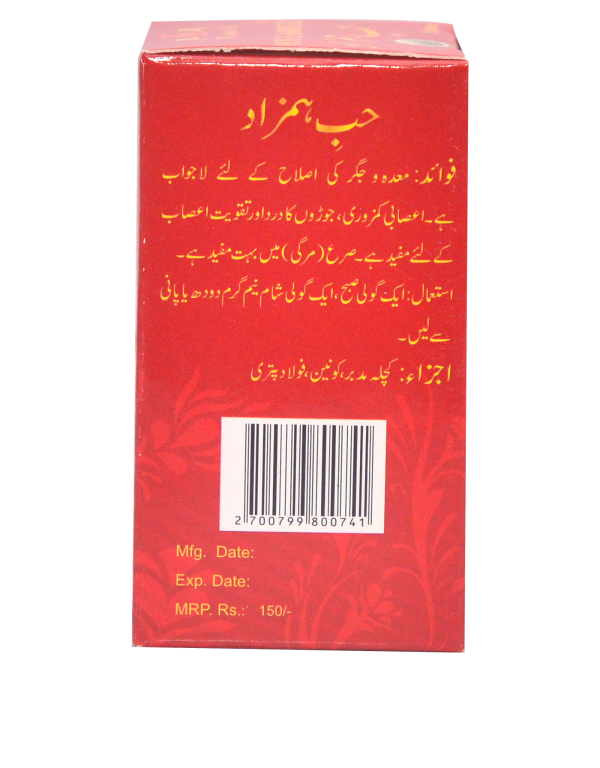 حبِ ہمزاد
فوائد: معدہ و جگر کی اصلاح کے لئے لاجواب
ہے۔ اعصابی کمزوری، جوڑوں کا درد اور تقویت اعصاب
کے لئے مفید ہے۔ صرع (مرگی) میں بہت مفید ہے۔
استعمال: ایک گولی صبح، ایک گولی شام نیم گرم دودھ یا پانی
سے لیں۔
اجزاء: کچلہ مدبر، کونین، فولاد پتری
2 700799 800741
Mfg. Date:
Exp. Date:
MRP. Rs.: 150/-